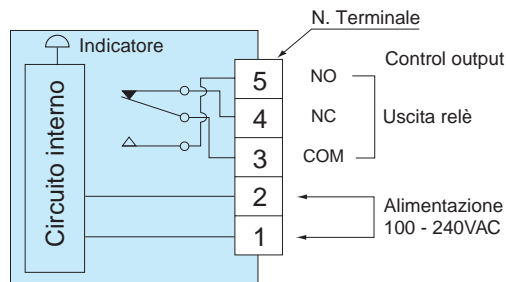 N. Terminale
Indicatore
Control output
5 NO
4 NC
Uscita relè
3 COM
Circuito interno
2
Alimentazione
100 - 240VAC
1